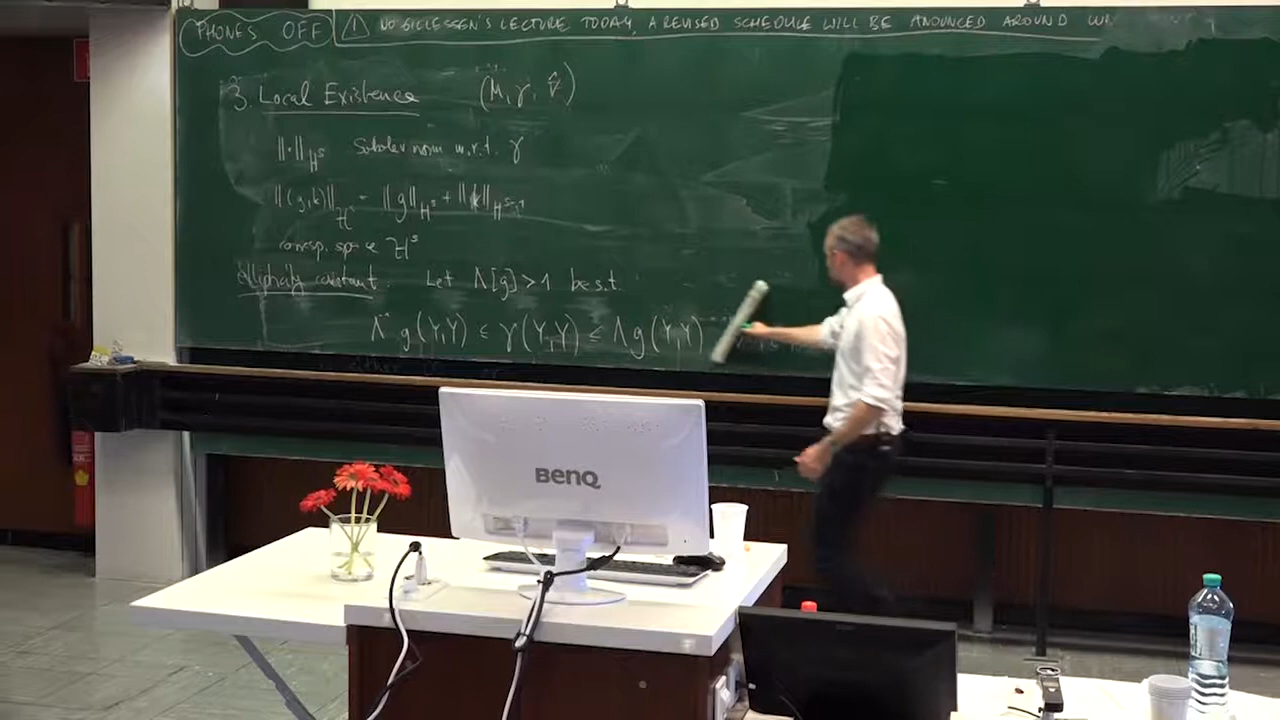 PHONES OFF
⚠ NO GILLESSEN'S LECTURE TODAY, A REVISED SCHEDULE WILL BE ANOUNCED AROUND
3. Local Existence (M, γ, ∇̂)
||·||_{H^s} Sobolev norm w.r.t. γ
||(g,k)||_{ℋ^s} = ||g||_{H^s} + ||k||_{H^{s-1}}
corresp. space ℋ^s
ellipticity constant: Let Λ[g] > 1 be s.t.
Λ^{-1} g(Y,Y) ≤ γ(Y,Y) ≤ Λ g(Y,Y)
BenQ